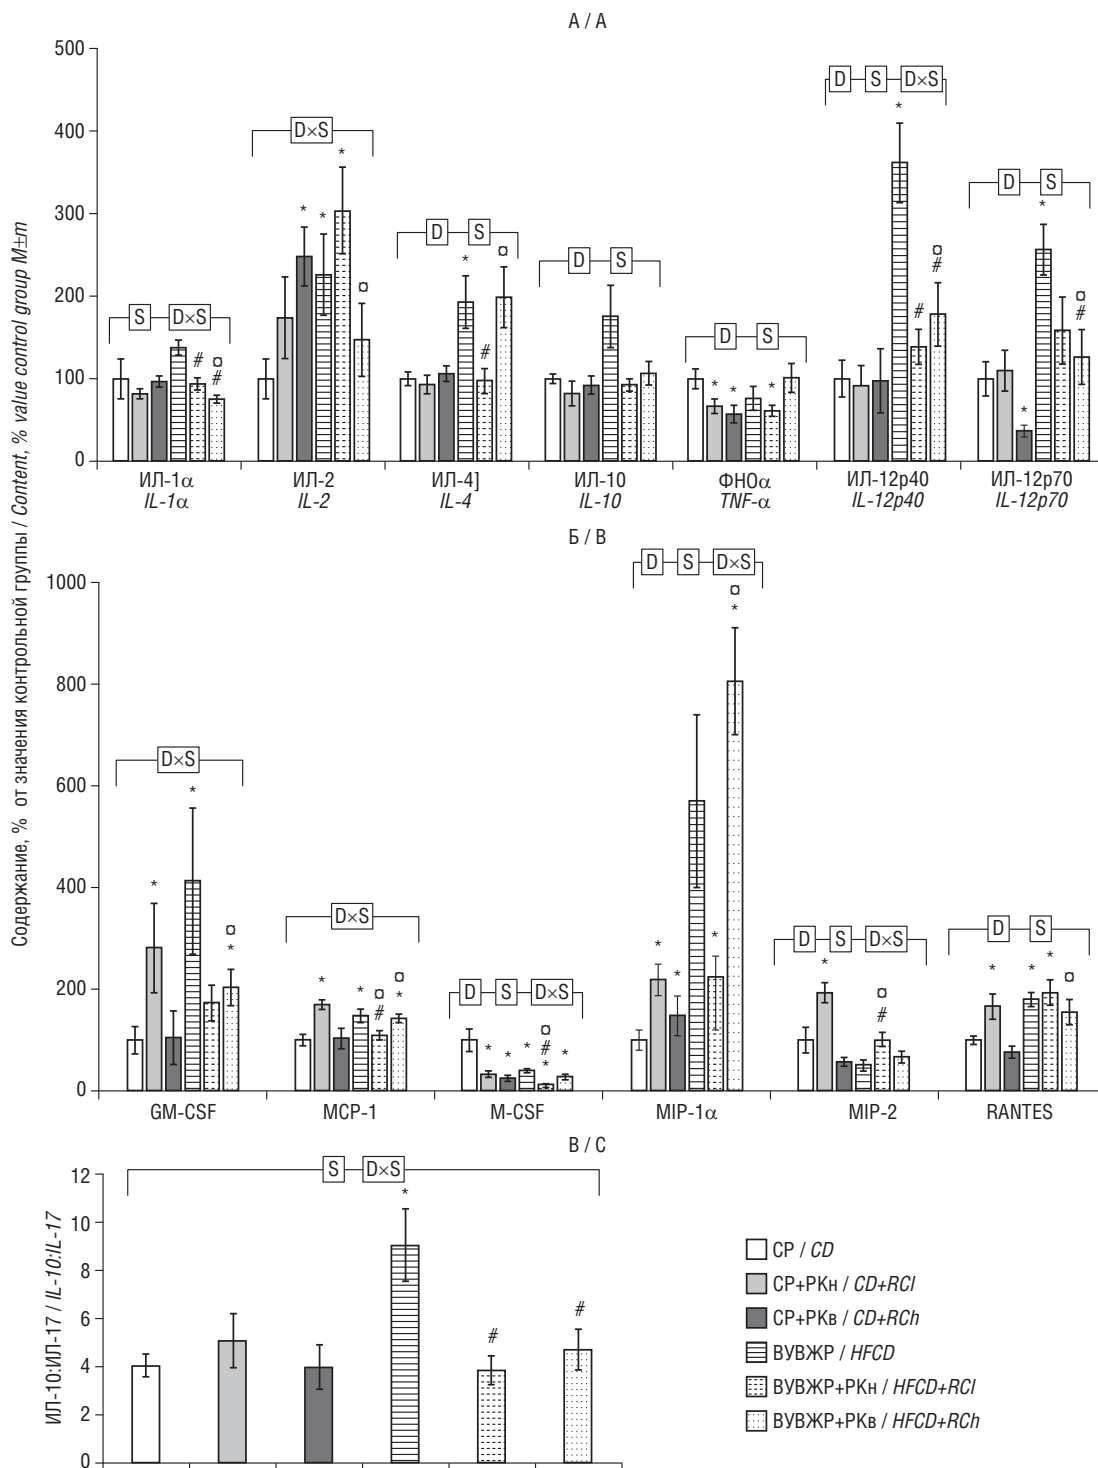 А / A
Содержание, % от значения контрольной группы / Content, % value control group M±m
500
400
300
200
100
0
S D×S
D×S
D S
D S
D S
D S D×S
D S
* * *
* # ¤
* # ¤ #
* # ¤
* * *
* # ¤ #
* * ¤ #
ИЛ-1α ИЛ-2 ИЛ-4] ИЛ-10 ФНОα ИЛ-12p40 ИЛ-12p70
IL-1α IL-2 IL-4 IL-10 TNF-α IL-12p40 IL-12p70
Б / B
1000
800
600
400
200
0
D×S
D×S
D S D×S
D S D×S
D S D×S
D S
* * ¤ *
* * ¤ # ¤ *
* * * ¤ # * *
* * * ¤ *
* ¤ #
* * * ¤
GM-CSF MCP-1 M-CSF MIP-1α MIP-2 RANTES
В / C
ИЛ-10:ИЛ-17 / IL-10:IL-17
12
10
8
6
4
2
0
S D×S
* # #
СР / CD
СР+РКн / CD+RCl
СР+РКв / CD+RCh
ВУВЖР / HFCD
ВУВЖР+РКн / HFCD+RCl
ВУВЖР+РКв / HFCD+RCh